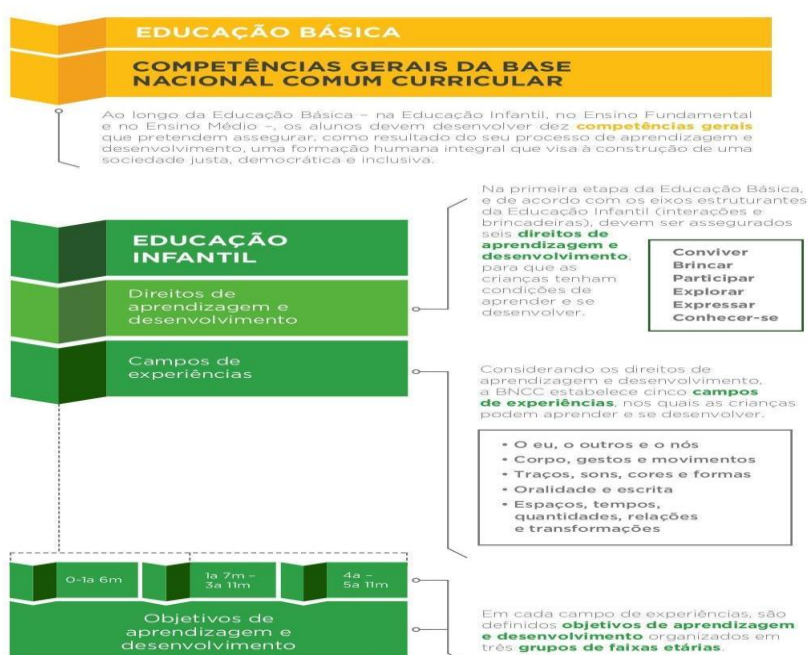 EDUCAÇÃO BÁSICA
COMPETÊNCIAS GERAIS DA BASE
NACIONAL COMUM CURRICULAR
Ao longo da Educação Básica – na Educação Infantil, no Ensino Fundamental
e no Ensino Médio –, os alunos devem desenvolver dez competências gerais
que pretendem assegurar, como resultado do seu processo de aprendizagem e
desenvolvimento, uma formação humana integral que visa à construção de uma
sociedade justa, democrática e inclusiva.
EDUCAÇÃO
INFANTIL
Direitos de
aprendizagem e
desenvolvimento
Na primeira etapa da Educação Básica,
e de acordo com os eixos estruturantes
da Educação Infantil (interações e
brincadeiras), devem ser assegurados
seis direitos de
aprendizagem e
desenvolvimento,
para que as
crianças tenham
condições de
aprender e se
desenvolver.
Conviver
Brincar
Participar
Explorar
Expressar
Conhecer-se
Campos de
experiências
Considerando os direitos de
aprendizagem e desenvolvimento,
a BNCC estabelece cinco campos
de experiências, nos quais as crianças
podem aprender e se desenvolver.
• O eu, o outros e o nós
• Corpo, gestos e movimentos
• Traços, sons, cores e formas
• Oralidade e escrita
• Espaços, tempos,
quantidades, relações
e transformações
0-1a 6m
1a 7m –
3a 11m
4a –
5a 11m
Objetivos de
aprendizagem e
desenvolvimento
Em cada campo de experiências, são
definidos objetivos de aprendizagem
e desenvolvimento organizados em
três grupos de faixas etárias.